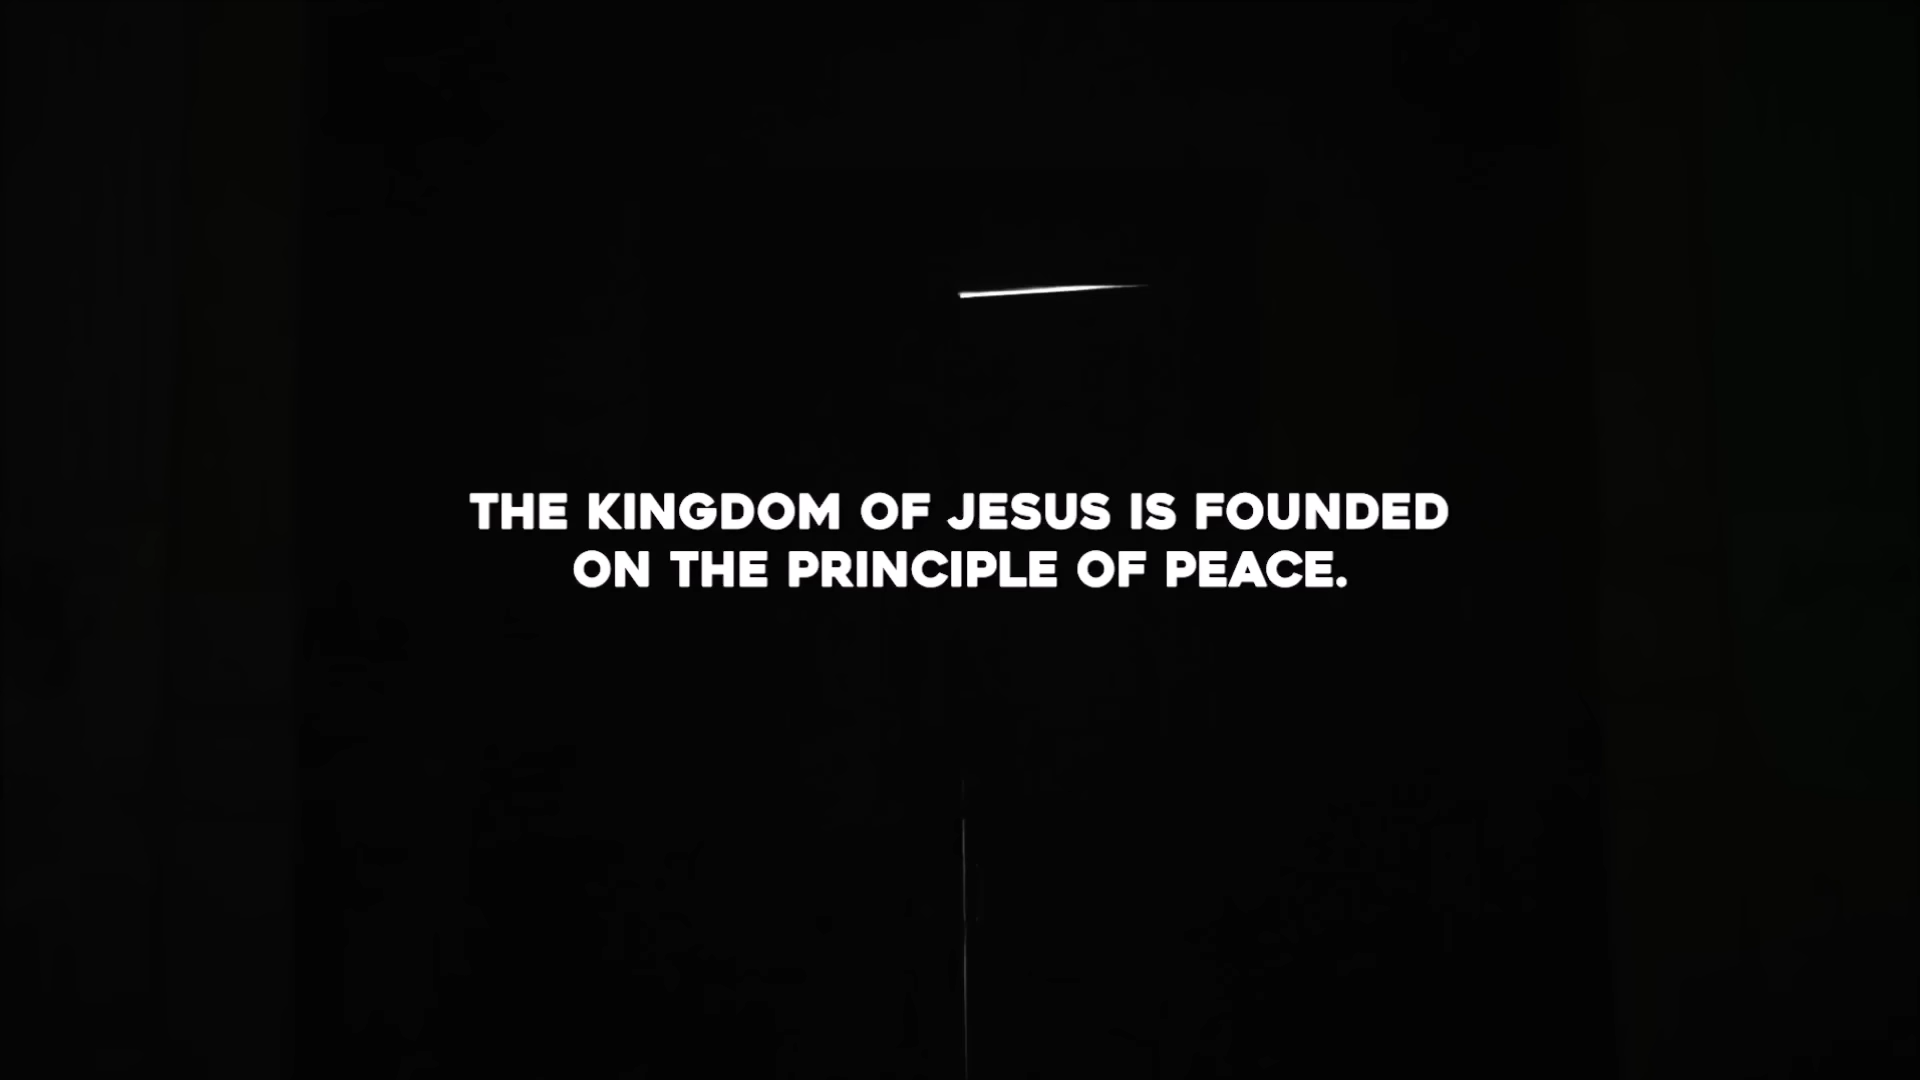 THE KINGDOM OF JESUS IS FOUNDED
ON THE PRINCIPLE OF PEACE.